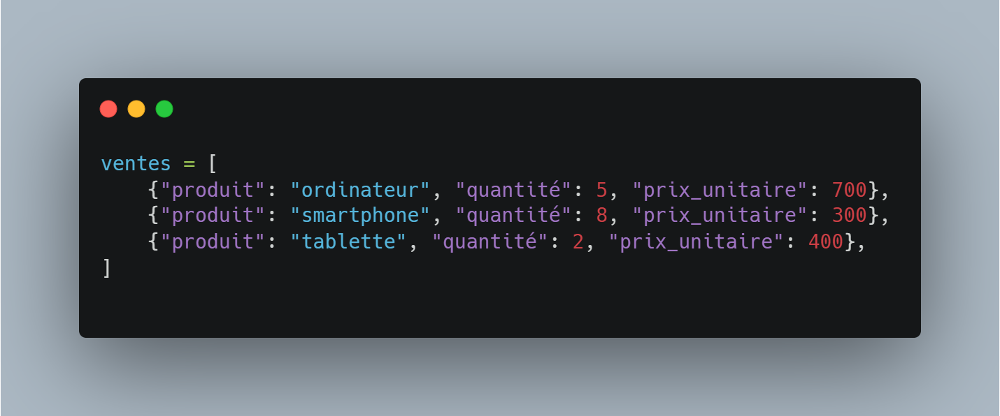 ventes = [
    {"produit": "ordinateur", "quantité": 5, "prix_unitaire": 700},
    {"produit": "smartphone", "quantité": 8, "prix_unitaire": 300},
    {"produit": "tablette", "quantité": 2, "prix_unitaire": 400},
]